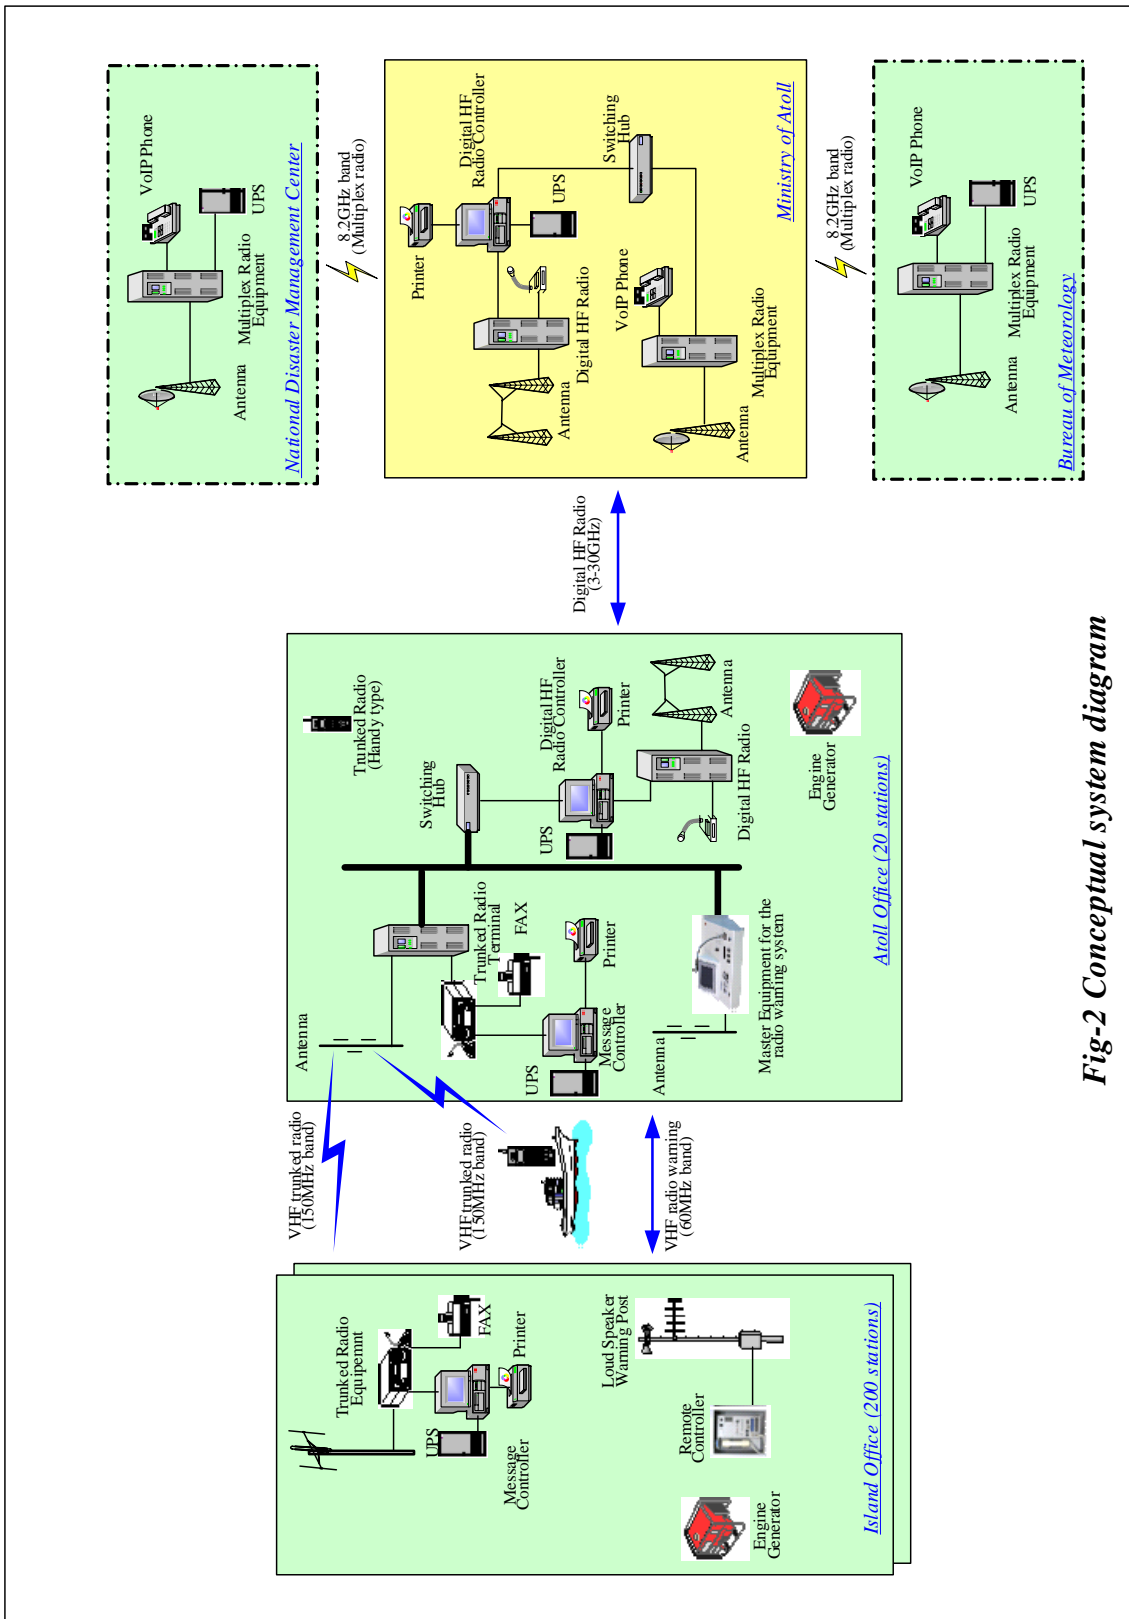 VoIP Phone
UPS
Multiplex Radio
Equipment
Antenna
National Disaster Management Center
8.2GHz band
(Multiplex radio)
Digital HF
Radio Controller
Printer
UPS
Switching
Hub
VoIP Phone
Digital HF Radio
Antenna
Multiplex Radio
Equipment
Antenna
Ministry of Atoll
8.2GHz band
(Multiplex radio)
VoIP Phone
UPS
Multiplex Radio
Equipment
Antenna
Bureau of Meteorology
Digital HF Radio
(3-30GHz)
Trunked Radio
(Handy type)
Switching
Hub
Digital HF
Radio Controller
Printer
UPS
Antenna
Digital HF Radio
Engine
Generator
Antenna
Trunked Radio
Terminal
FAX
Printer
Message
Controller
UPS
Antenna
Master Equipment for the
radio warning system
Atoll Office (20 stations)
VHF trunked radio
(150MHz band)
VHF trunked radio
(150MHz band)
VHF radio warning
(60MHz band)
Trunked Radio
Equipemnt
FAX
Printer
UPS
Message
Controller
Loud Speaker
Warning Post
Remote
Controller
Engine
Generator
Island Office (200 stations)
Fig-2 Conceptual system diagram